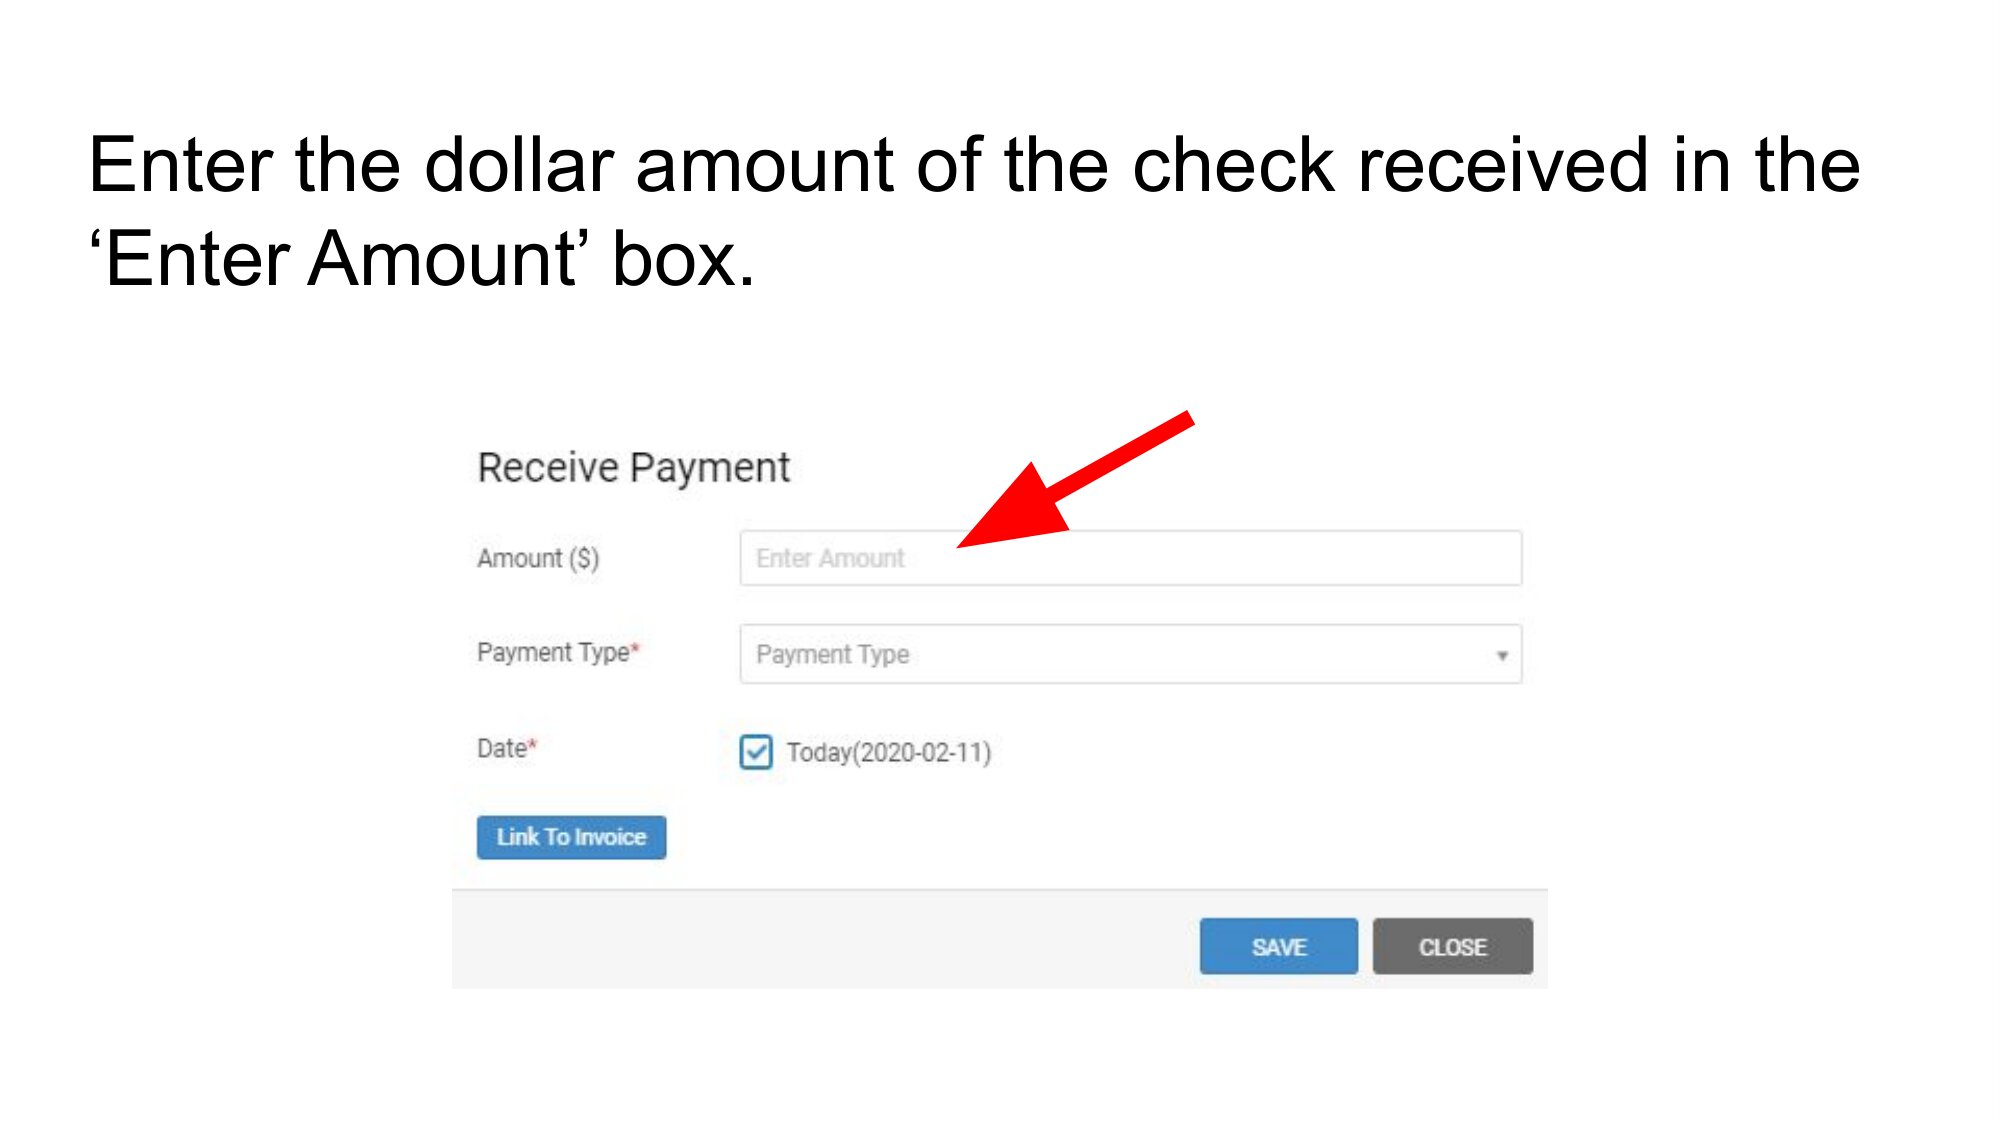 Enter the dollar amount of the check received in the
‘Enter Amount’ box.
Receive Payment
Amount ($)
Enter Amount
Payment Type*
Payment Type
Date*
Today(2020-02-11)
Link To Invoice
SAVE
CLOSE